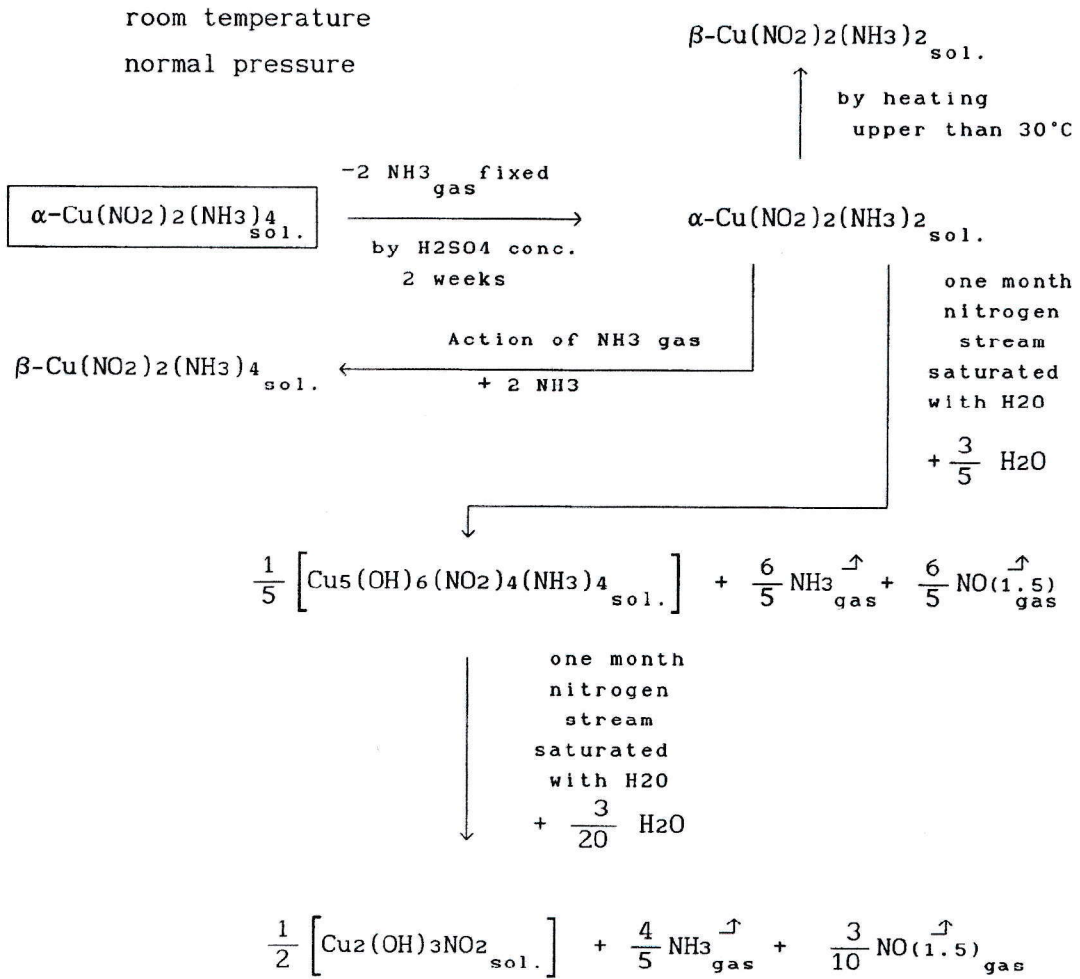 room temperature
normal pressure
β-Cu(NO2)2(NH3)2 sol.
by heating
upper than 30°C
-2 NH3 gas fixed
α-Cu(NO2)2(NH3)4 sol.
α-Cu(NO2)2(NH3)2 sol.
by H2SO4 conc.
2 weeks
one month
nitrogen
stream
saturated
with H2O
+ 3/5 H2O
Action of NH3 gas
+ 2 NH3
β-Cu(NO2)2(NH3)4 sol.
1/5 [Cu5(OH)6(NO2)4(NH3)4 sol.] + 6/5 NH3 gas + 6/5 NO(1.5) gas
one month
nitrogen
stream
saturated
with H2O
+ 3/20 H2O
1/2 [Cu2(OH)3NO2 sol.] + 4/5 NH3 gas + 3/10 NO(1.5) gas